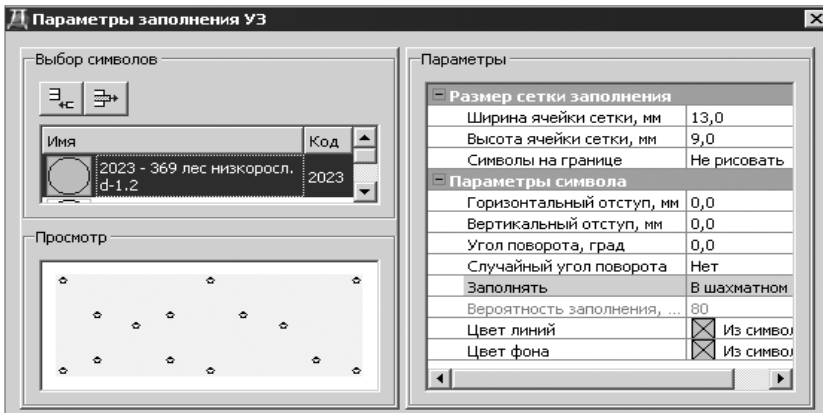 Параметры заполнения УЗ
Выбор символов
Имя Код
2023 - 369 лес низкоросл. 2023
d-1.2
Просмотр
Параметры
Размер сетки заполнения
Ширина ячейки сетки, мм 13,0
Высота ячейки сетки, мм 9,0
Символы на границе Не рисовать
Параметры символа
Горизонтальный отступ, мм 0,0
Вертикальный отступ, мм 0,0
Угол поворота, град 0,0
Случайный угол поворота Нет
Заполнять В шахматном
Вероятность заполнения, ... 80
Цвет линий Из символ
Цвет фона Из символ